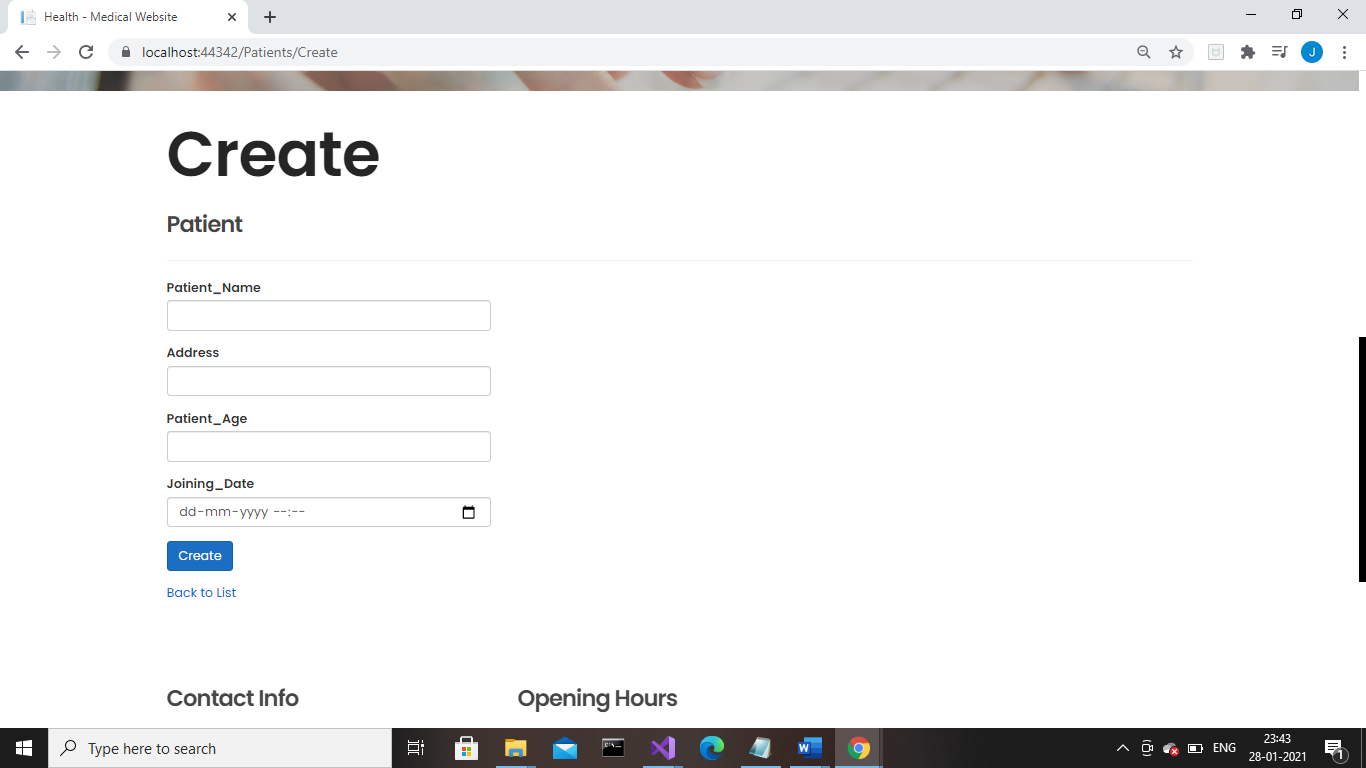 Health - Medical Website
localhost:44342/Patients/Create
J
Create
Patient
Patient_Name
Address
Patient_Age
Joining_Date
dd-mm-yyyy --:--
Create
Back to List
Contact Info
Opening Hours
Type here to search
ENG
23:43
28-01-2021
1